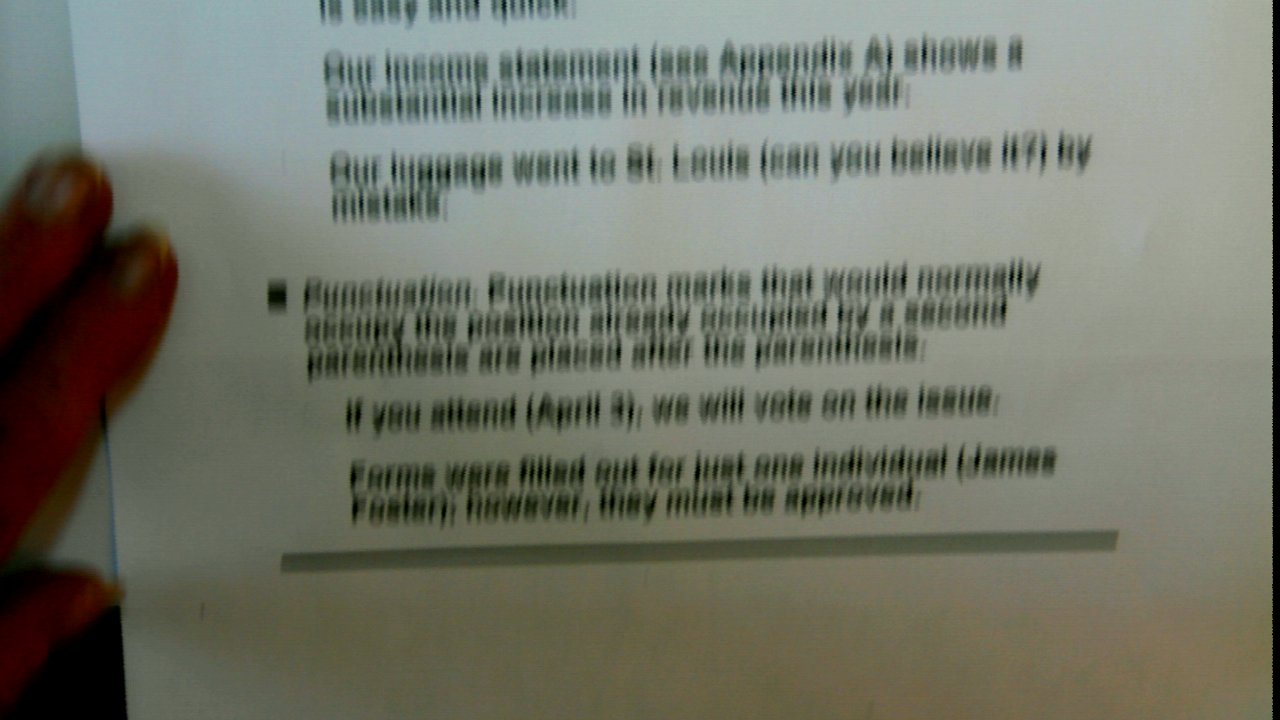 is easy and quick.
Our income statement (see Appendix A) shows a
substantial increase in revenue this year.
Our luggage went to St. Louis (can you believe it?) by
mistake.
■ Punctuation. Punctuation marks that would normally
occupy the position already occupied by a second
parenthesis are placed after the parenthesis.
If you attend (April 3), we will vote on the issue.
Forms were filled out for just one individual (James
Foster); however, they must be approved.